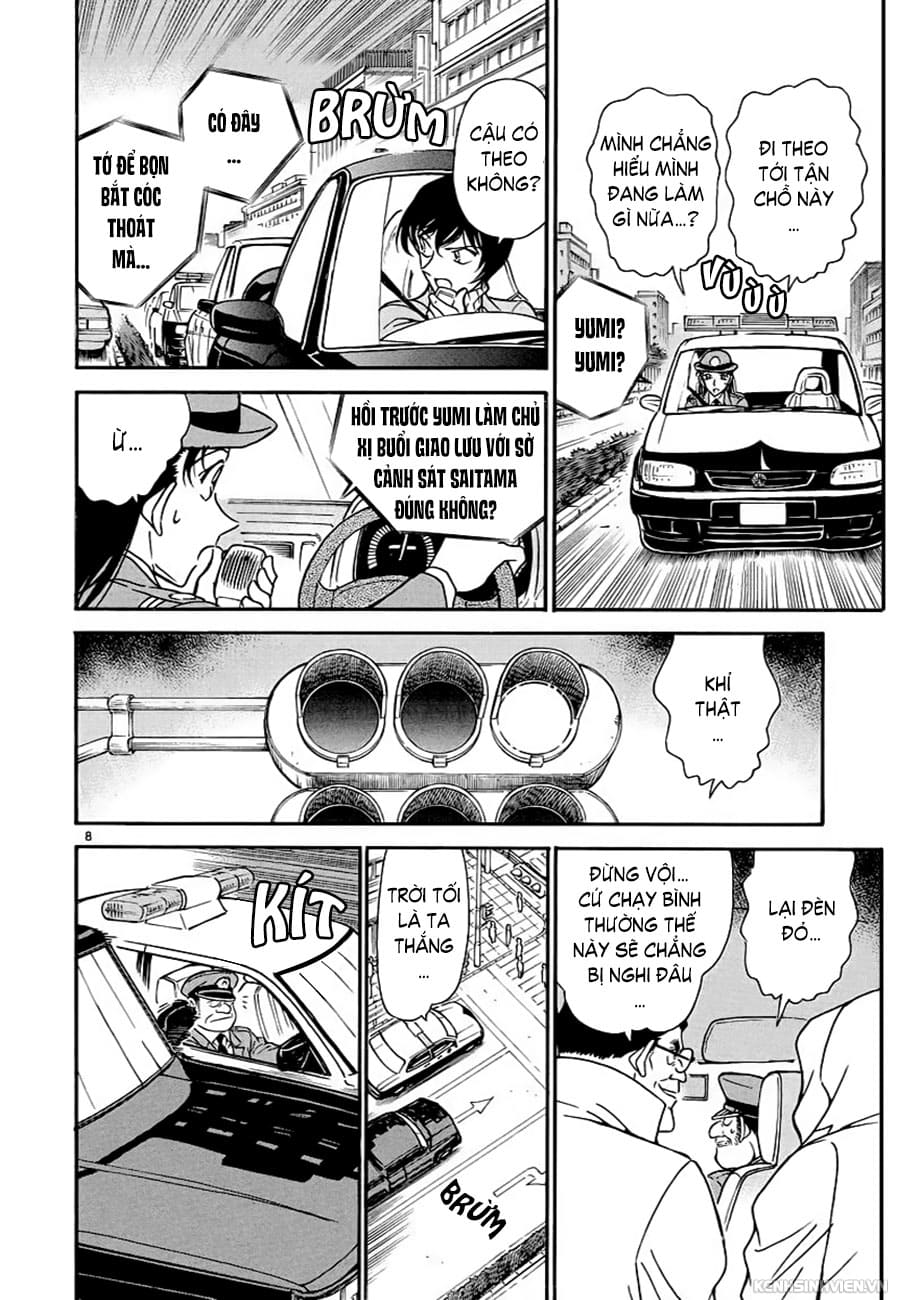 ĐI THEO
TỚI TẬN
CHỖ NÀY
...
MÌNH CHẲNG
HIỂU MÌNH
ĐANG LÀM
GÌ NỮA...?
VÙÙÙ
YUMI?
YUMI?
CẬU CÓ
THEO
KHÔNG?
BRỪM
CÓ ĐÂY
...
TỚ ĐỂ BỌN
BẮT CÓC
THOÁT
MÀ...
HỒI TRƯỚC YUMI LÀM CHỦ
XỊ BUỔI GIAO LƯU VỚI SỞ
CẢNH SÁT SAITAMA
ĐÚNG KHÔNG?
Ừ...
KHỈ
THẬT
...
8
LẠI ĐÈN
ĐỎ...
ĐỪNG VỘI...
CỨ CHẠY BÌNH
THƯỜNG THẾ
NÀY SẼ CHẲNG
BỊ NGHI ĐÂU
...
TRỜI TỐI
LÀ TA
THẮNG
...
BRỪM
KÍT
KENHSINHVIEN.VN